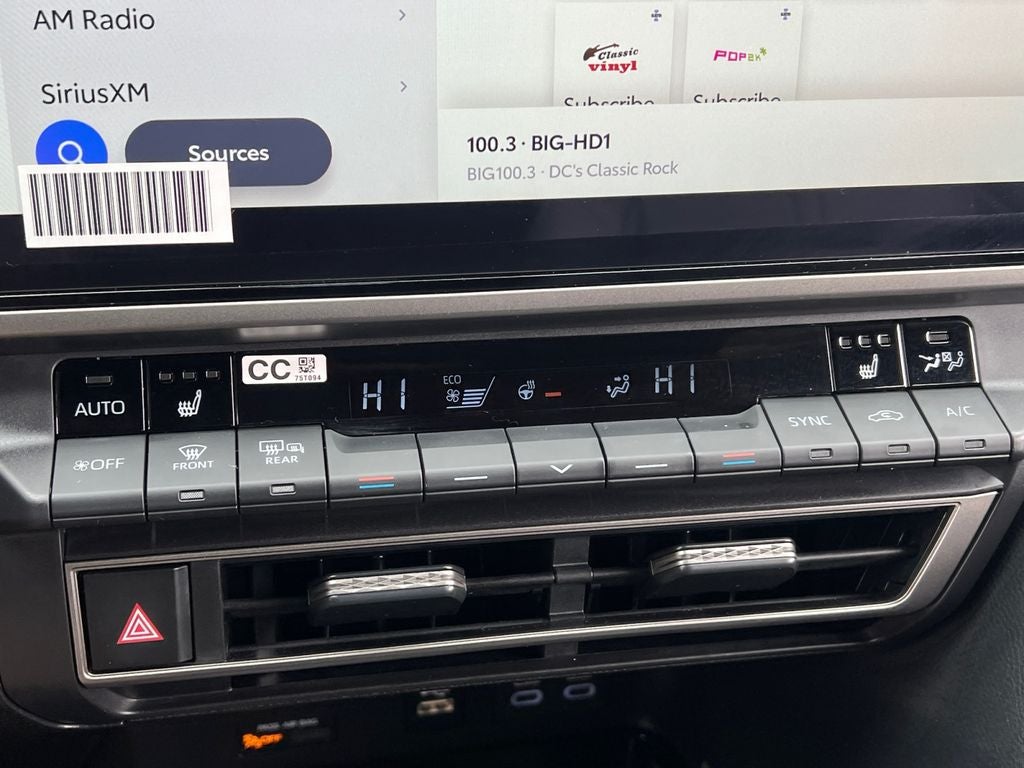 AM Radio
SiriusXM
Sources
Classic
vinyl
POP2K
Subscribe
Subscribe
100.3 · BIG-HD1
BIG100.3 · DC's Classic Rock
AUTO
CC
75T094
HI
ECO
HI
OFF
FRONT
REAR
SYNC
A/C
OFF